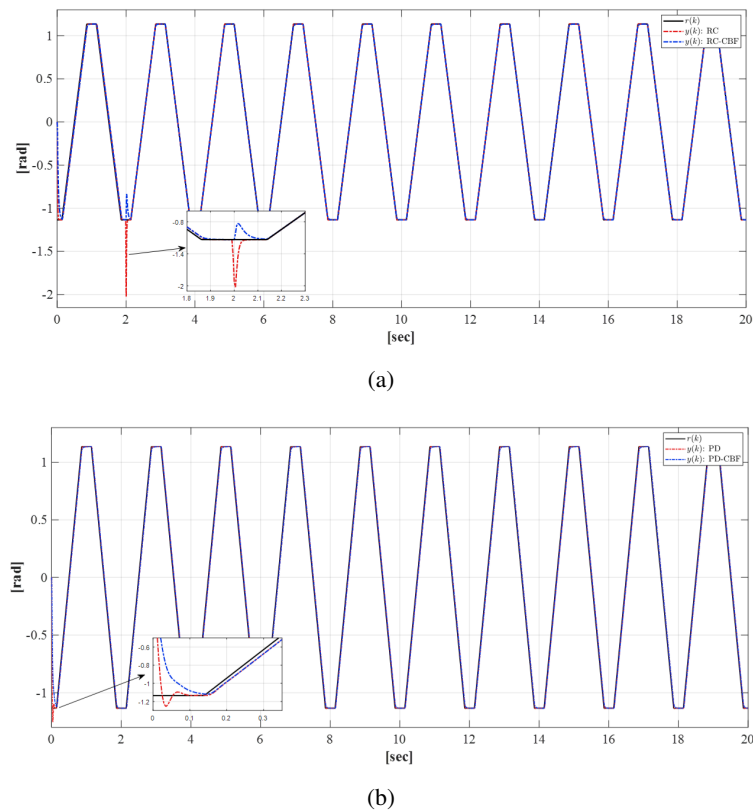 r(k)
y(k): RC
y(k): RC-CBF
[rad]
1
0.5
0
-0.5
-1
-1.5
-2
-0.8
-1.4
-2
1.8 1.9 2 2.1 2.2 2.3
0 2 4 6 8 10 12 14 16 18 20
[sec]
(a)
r(k)
y(k): PD
y(k): PD-CBF
[rad]
1
0.5
0
-0.5
-1
-0.6
-0.8
-1
-1.2
0 0.1 0.2 0.3
0 2 4 6 8 10 12 14 16 18 20
[sec]
(b)